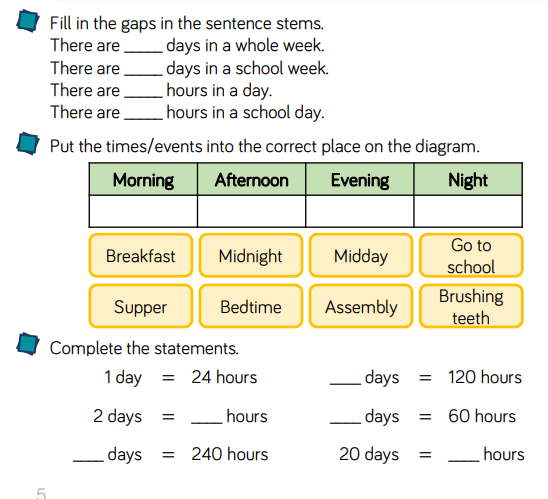 Fill in the gaps in the sentence stems.
There are _____ days in a whole week.
There are _____ days in a school week.
There are _____ hours in a day.
There are _____ hours in a school day.
Put the times/events into the correct place on the diagram.
Morning Afternoon Evening Night
Breakfast Midnight Midday Go to school
Supper Bedtime Assembly Brushing teeth
Complete the statements.
1 day = 24 hours ____ days = 120 hours
2 days = ____ hours ____ days = 60 hours
____ days = 240 hours 20 days = ____ hours
5